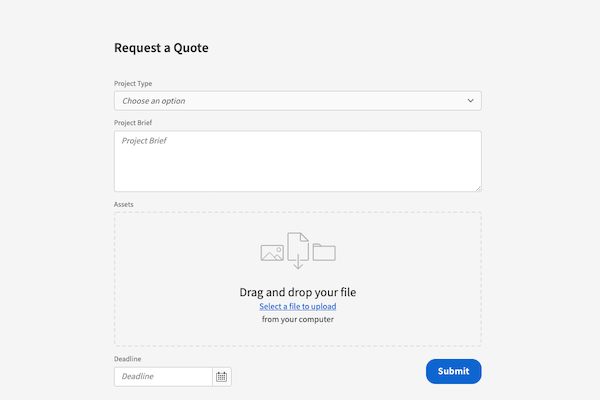 Request a Quote
Project Type
Choose an option
Project Brief
Project Brief
Assets
Drag and drop your file
Select a file to upload
from your computer
Deadline
Deadline
Submit